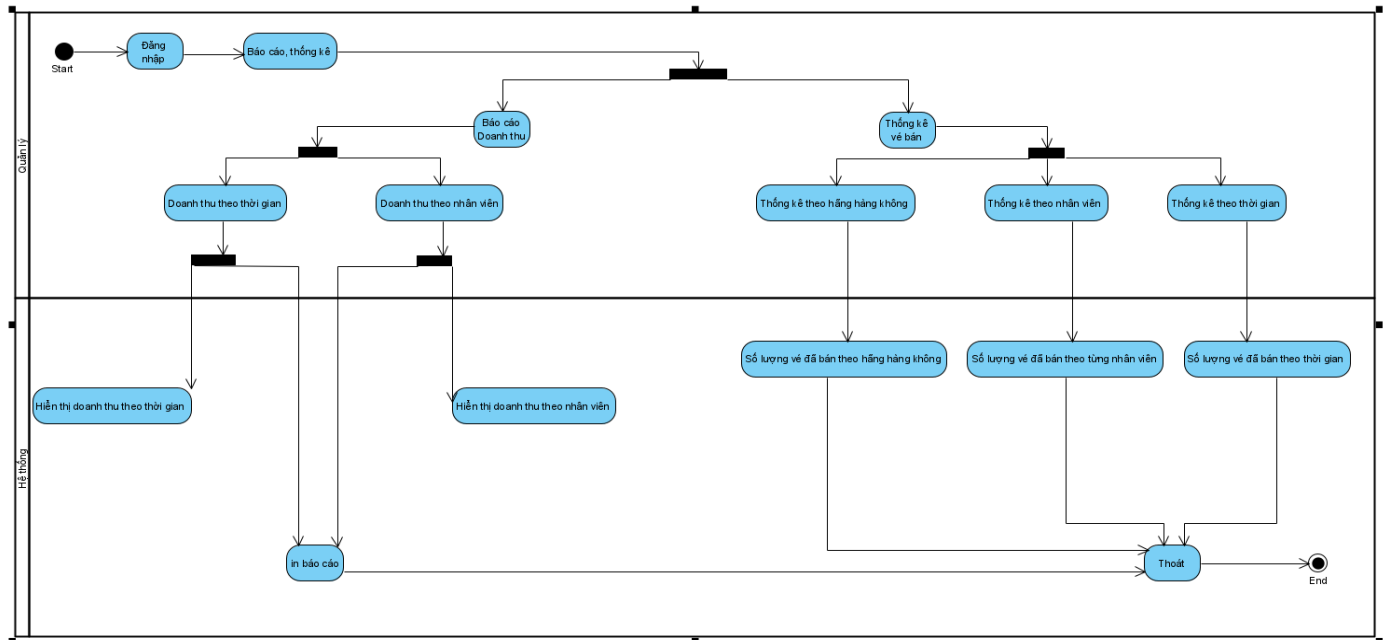 Đăng
nhập
Báo cáo, thống kê
Start
Báo cáo
Doanh thu
Thống kê
vé bán
Quản lý
Doanh thu theo thời gian
Doanh thu theo nhân viên
Thống kê theo hãng hàng không
Thống kê theo nhân viên
Thống kê theo thời gian
Số lượng vé đã bán theo hãng hàng không
Số lượng vé đã bán theo từng nhân viên
Số lượng vé đã bán theo thời gian
Hiển thị doanh thu theo thời gian
Hiển thị doanh thu theo nhân viên
Hệ thống
in báo cáo
Thoát
End